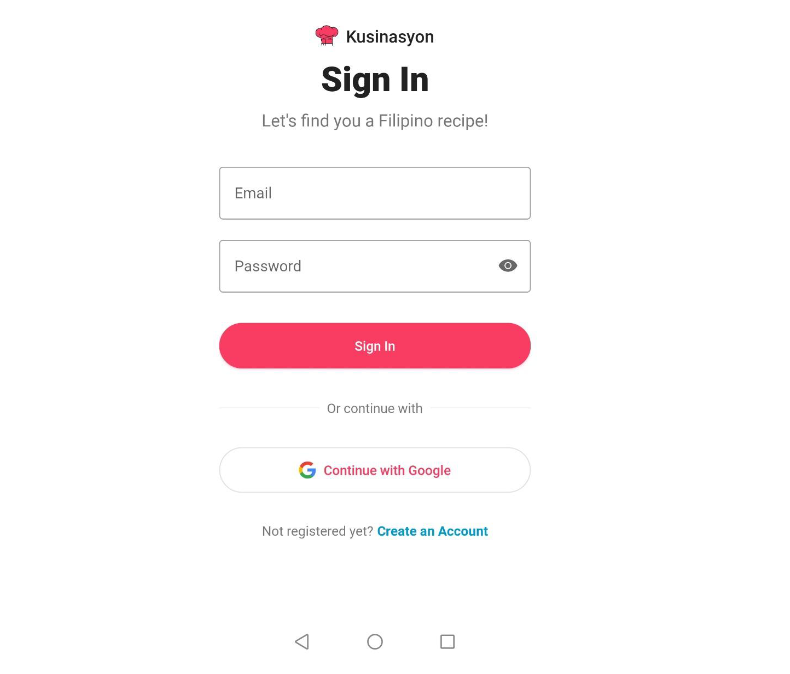 Kusinasyon
Sign In
Let's find you a Filipino recipe!
Email
Password
Sign In
Or continue with
Continue with Google
Not registered yet? Create an Account